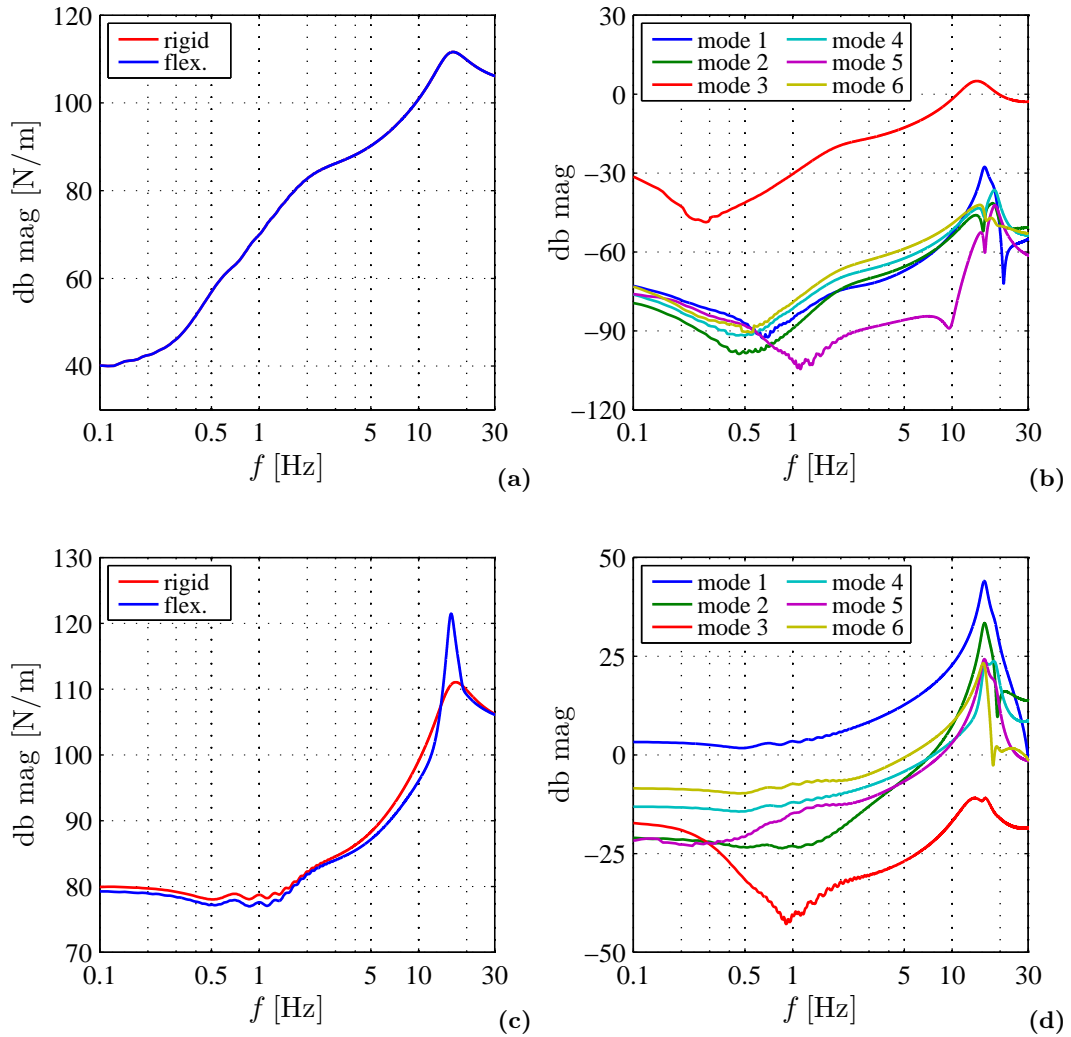 120
100
80
60
40
0.1
0.5
1
5
10
30
db mag [N/m]
f [Hz]
rigid
flex.
(a)
30
0
−30
−60
−90
−120
0.1
0.5
1
5
10
30
db mag
f [Hz]
mode 1
mode 2
mode 3
mode 4
mode 5
mode 6
(b)
130
120
110
100
90
80
70
0.1
0.5
1
5
10
30
db mag [N/m]
f [Hz]
rigid
flex.
(c)
50
25
0
−25
−50
0.1
0.5
1
5
10
30
db mag
f [Hz]
mode 1
mode 2
mode 3
mode 4
mode 5
mode 6
(d)